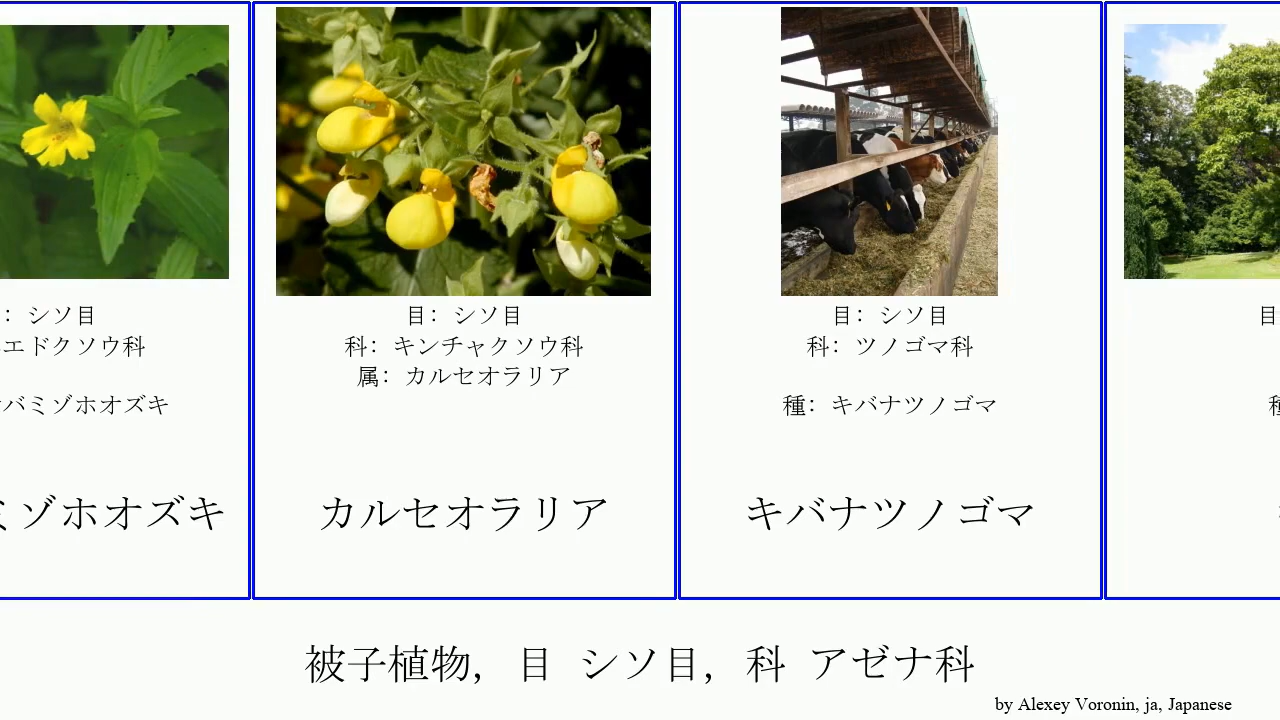 : シソ目
エドクソウ科
バミゾホオズキ
ミゾホオズキ
目: シソ目
科: キンチャクソウ科
属: カルセオラリア
カルセオラリア
目: シソ目
科: ツノゴマ科
種: キバナツノゴマ
キバナツノゴマ
目
種
被子植物, 目 シソ目, 科 アゼナ科
by Alexey Voronin, ja, Japanese